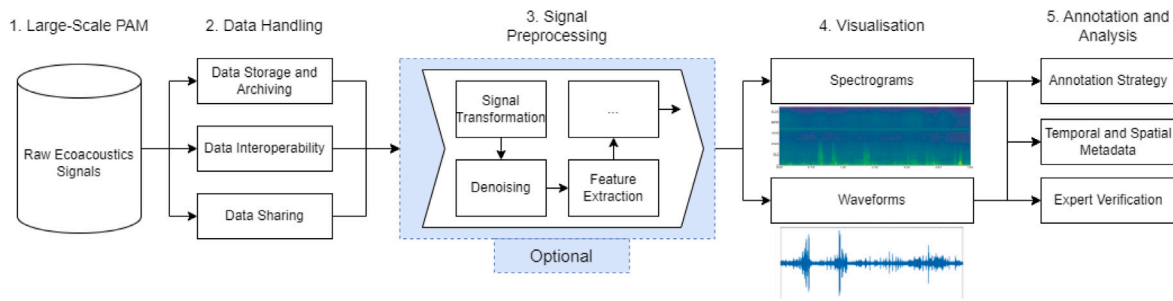 1. Large-Scale PAM
2. Data Handling
3. Signal
Preprocessing
4. Visualisation
5. Annotation and
Analysis
Raw Ecoacoustics
Signals
Data Storage and
Archiving
Data Interoperability
Data Sharing
Signal
Transformation
Denoising
Feature
Extraction
...
Optional
Spectrograms
Waveforms
Annotation Strategy
Temporal and Spatial
Metadata
Expert Verification